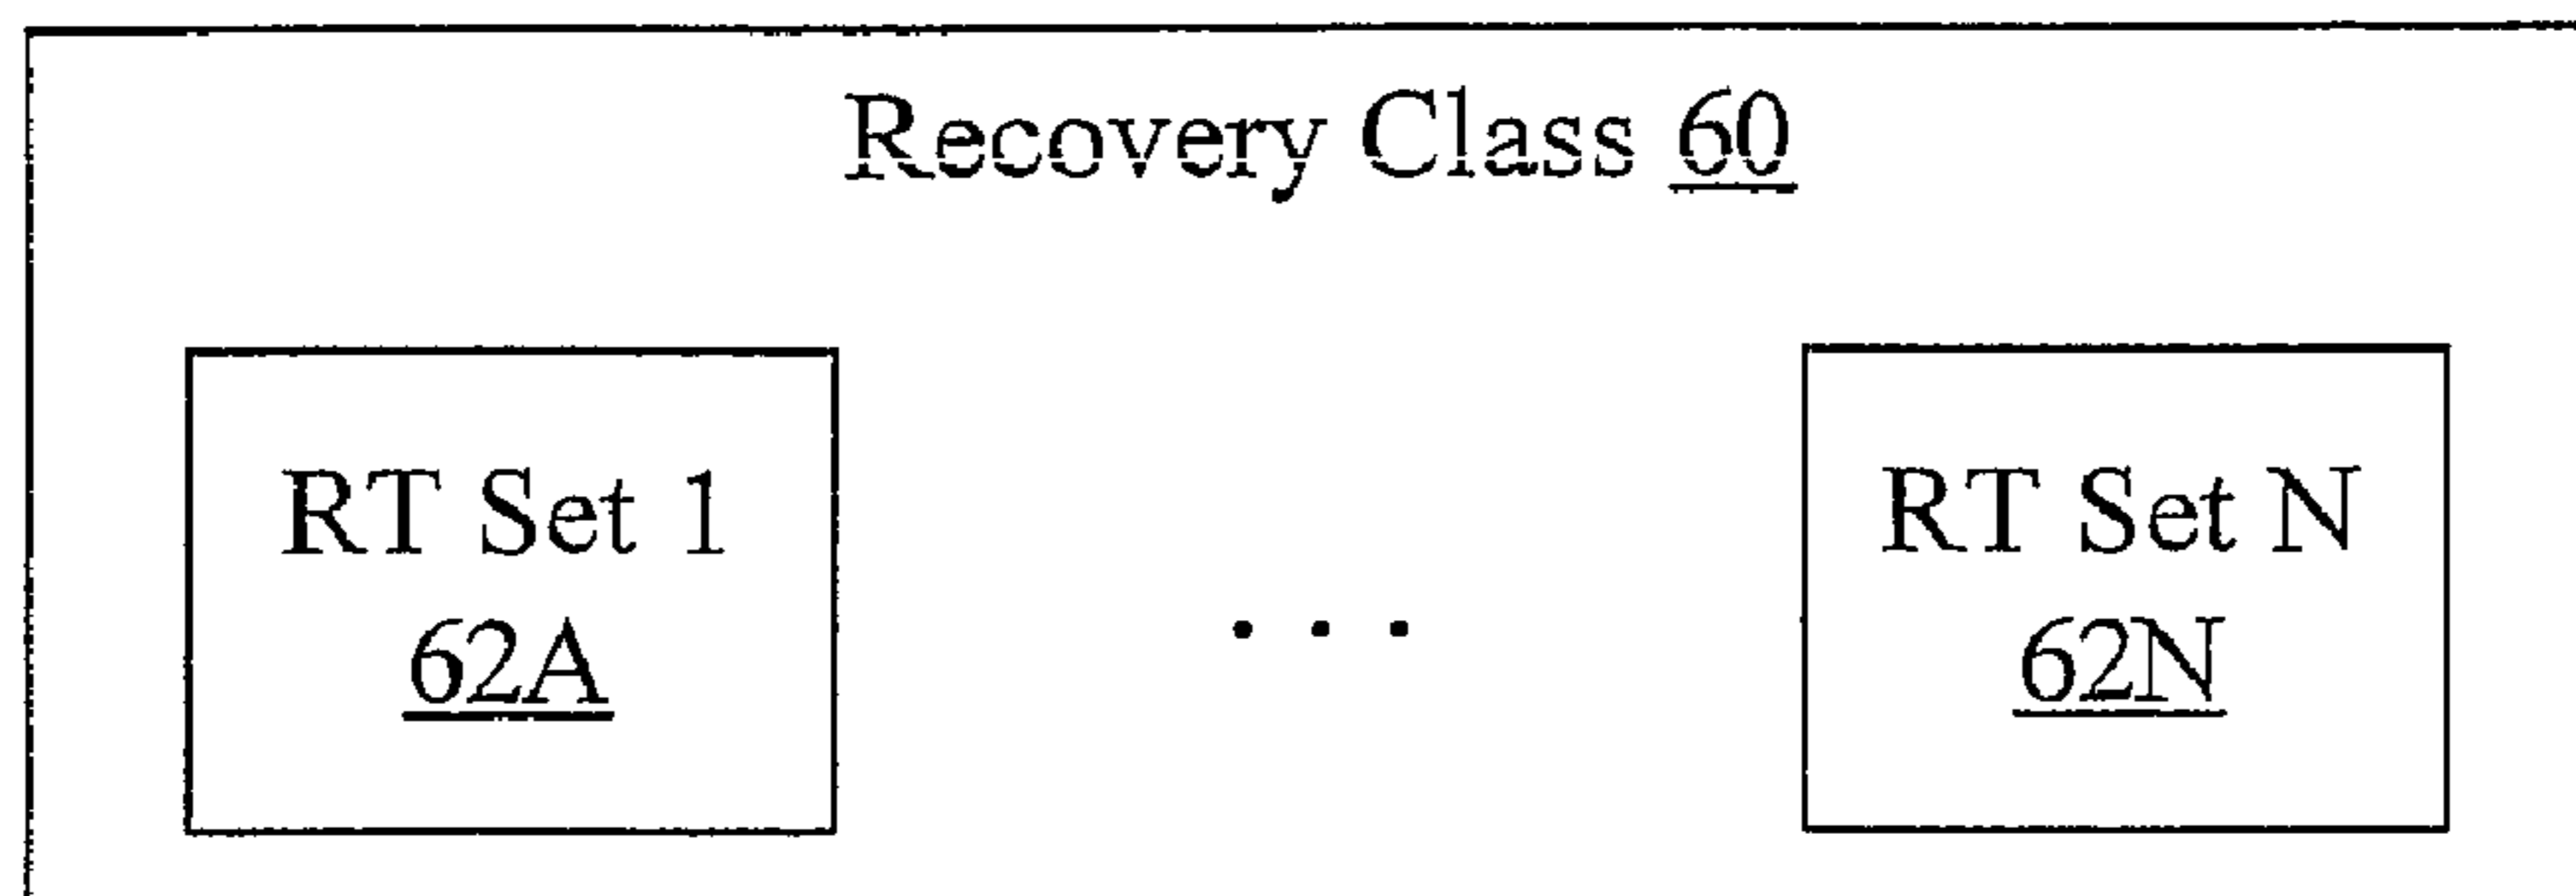 Recovery Class 60
RT Set 1
62A
. . .
RT Set N
62N